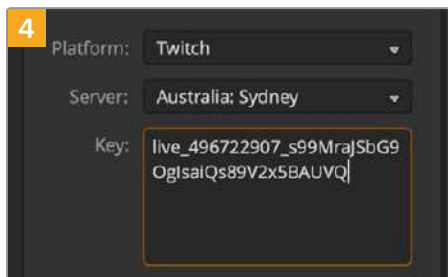 4
Platform: Twitch
Server: Australia: Sydney
Key: live_496722907_s99MraJSbG9
OgIsaiQs89V2x5BAUVQ